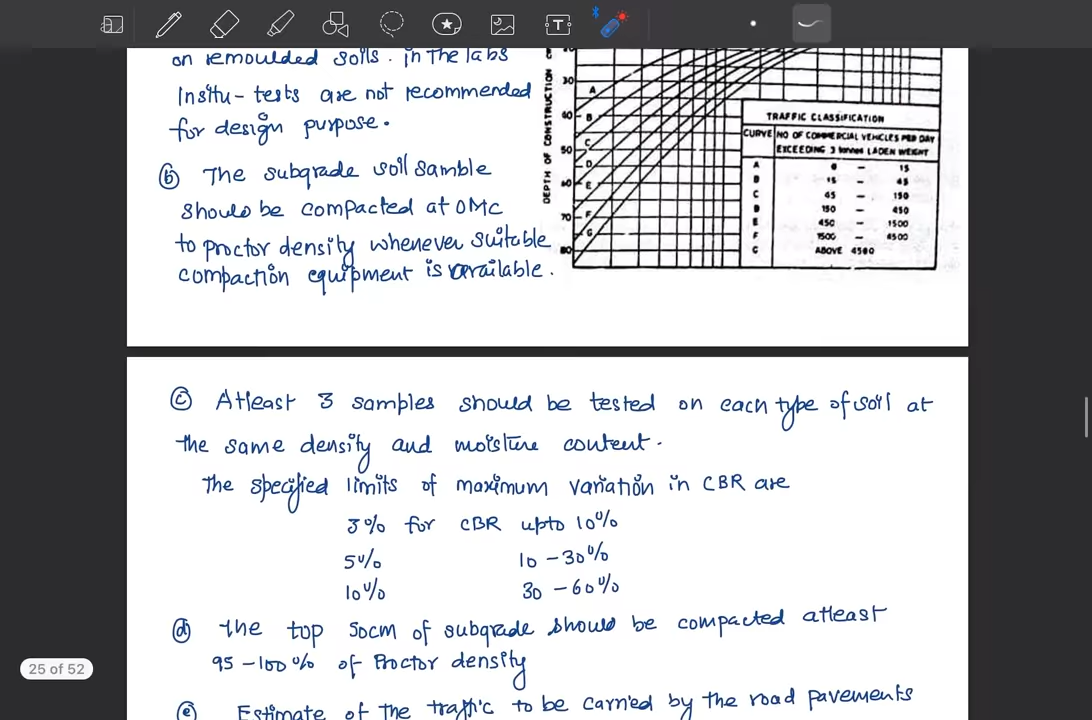 on remoulded soils. in the labs
Insitu-tests are not recommended
for design purpose.
ⓑ The subgrade soil samble
should be compacted at OMC
to proctor density whenever suitable
compaction equipment is available.
DEPTH OF CONSTRUCTION
30
40
50
60
70
80
A
B
C
D
E
F
G
TRAFFIC CLASSIFICATION
CURVE NO OF COMMERCIAL VEHICLES PER DAY
EXCEEDING 3 tonnes LADEN WEIGHT
A 0 - 15
B 15 - 45
C 45 - 150
D 150 - 450
E 450 - 1500
F 1500 - 4500
G ABOVE 4500
ⓒ Atleast 3 samples should be tested on each type of soil at
the same density and moisture content.
The specified limits of maximum variation in CBR are
3% for CBR upto 10%
5% 10 - 30%
10% 30 - 60%
ⓓ The top 50cm of subgrade should be compacted atleast
95 - 100% of Proctor density
25 of 52
ⓔ Estimate of the traffic to be carried by the road pavements